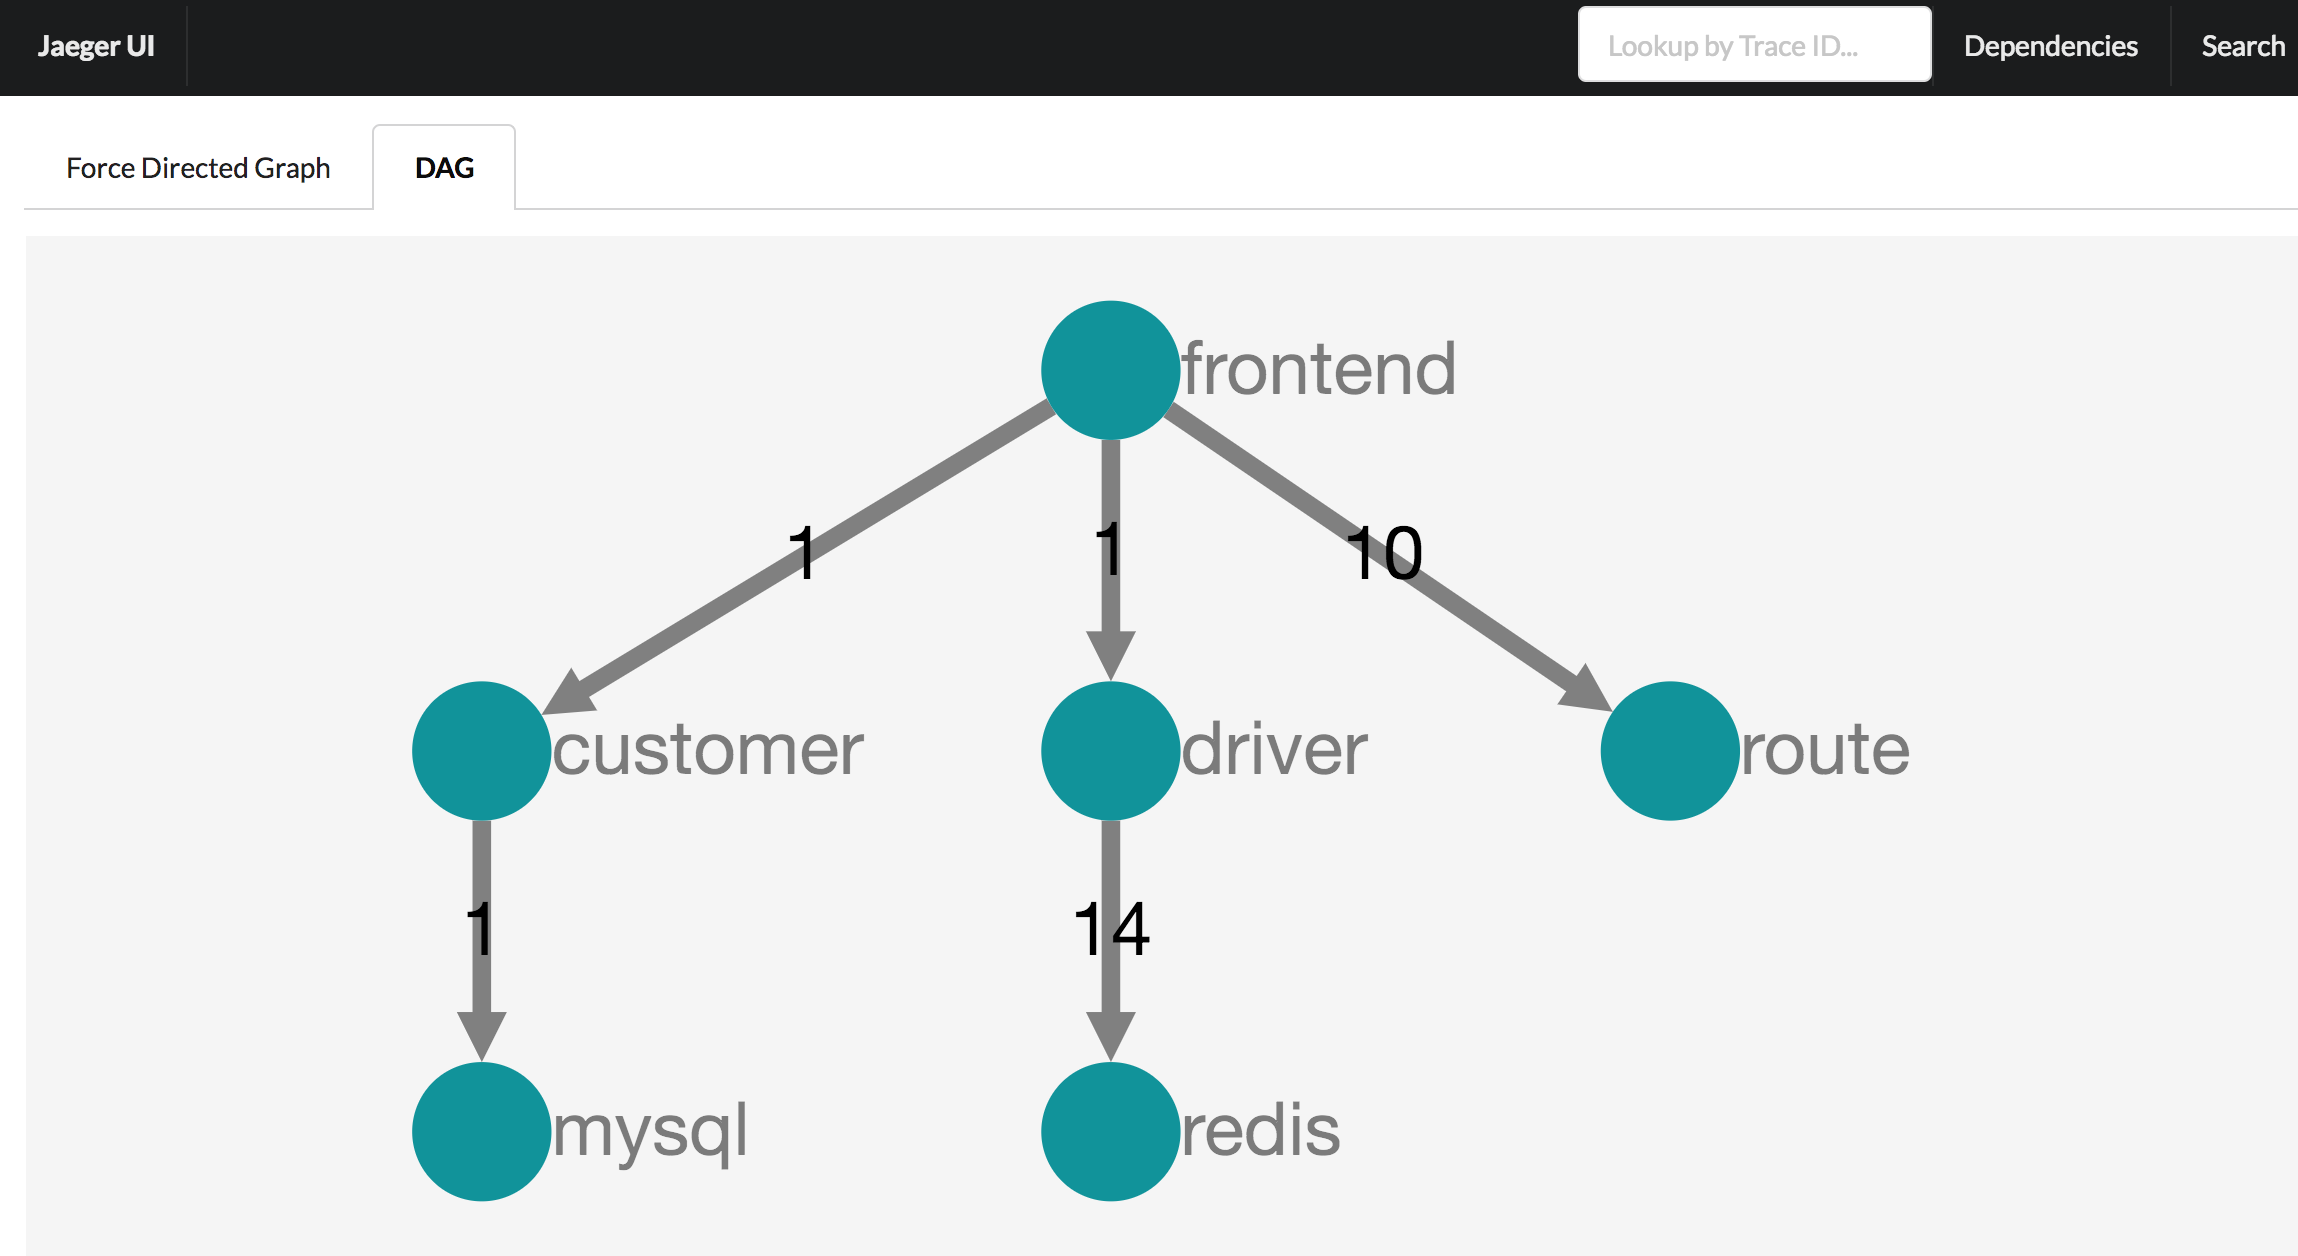 Jaeger UI
Lookup by Trace ID...
Dependencies
Search
Force Directed Graph
DAG
frontend
1
1
10
customer
driver
route
1
14
mysql
redis